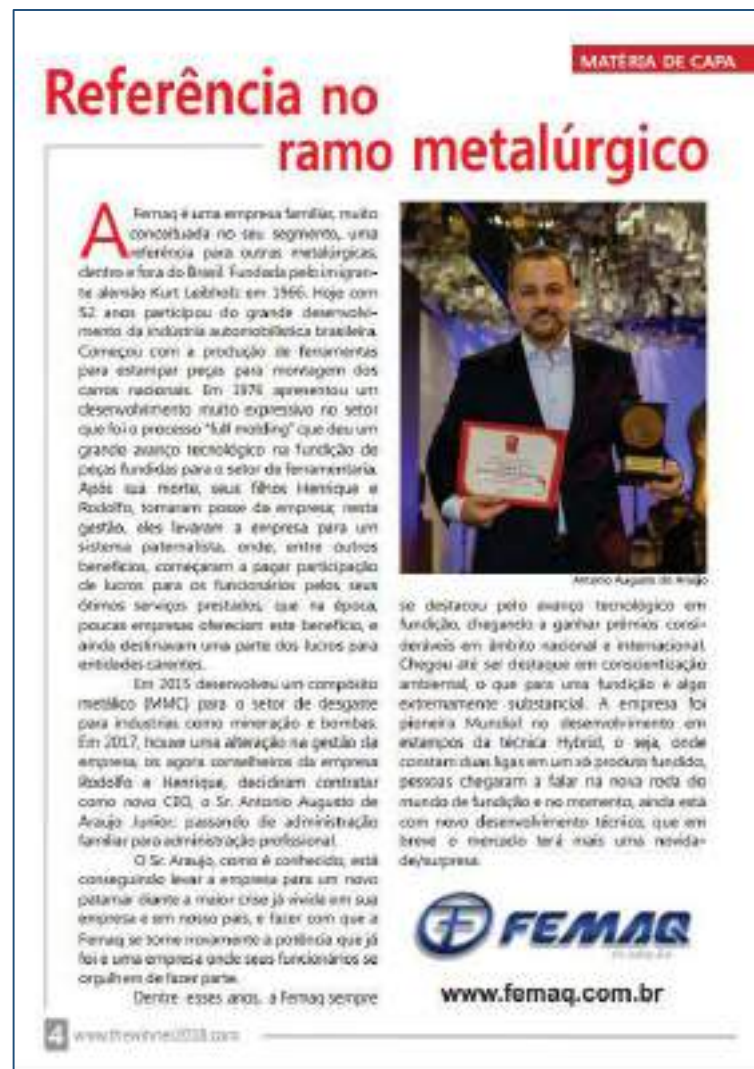 MATÉRIA DE CAPA
Referência no
ramo metalúrgico
A Femaq é uma empresa familiar, muito
conceituada no seu segmento, uma
referência para outras metalúrgicas,
dentro e fora do Brasil. Fundada pelo imigran-
te alemão Kurt Leibholz em 1966. Hoje com
52 anos participou do grande desenvolvi-
mento da indústria automobilística brasileira.
Começou com a produção de ferramentas
para estampar peças para montagem dos
carros nacionais. Em 1976 apresentou um
desenvolvimento muito expressivo no setor
que foi o processo "full molding" que deu um
grande avanço tecnológico na fundição de
peças fundidas para o setor de ferramentaria.
Após sua morte, seus filhos Henrique e
Rodolfo, tomaram posse da empresa; nesta
gestão, eles levaram a empresa para um
sistema paternalista, onde, entre outros
benefícios, começaram a pagar participação
de lucros para os funcionários pelos seus
ótimos serviços prestados, que na época,
poucas empresas ofereciam este benefício, e
ainda destinavam uma parte dos lucros para
entidades carentes.
Em 2015 desenvolveu um compósito
metálico (MMC) para o setor de desgaste
para indústrias como mineração e bombas.
Em 2017, houve uma alteração na gestão da
empresa, os agora conselheiros da empresa
Rodolfo e Henrique, decidiram contratar
como novo CEO, o Sr. Antonio Augusto de
Araujo Junior; passando de administração
familiar para administração profissional.
O Sr. Araujo, como é conhecido, está
conseguindo levar a empresa para um novo
patamar diante a maior crise já vivida em sua
empresa e em nosso país, e fazer com que a
Femaq se torne novamente a potência que já
foi e uma empresa onde seus funcionários se
orgulhem de fazer parte.
Dentre esses anos, a Femaq sempre
Antonio Augusto de Araujo
se destacou pelo avanço tecnológico em
fundição, chegando a ganhar prêmios consi-
deráveis em âmbito nacional e internacional.
Chegou até ser destaque em conscientização
ambiental, o que para uma fundição é algo
extremamente substancial. A empresa foi
pioneira Mundial no desenvolvimento em
estampos da técnica Hybrid, o seja, onde
constam duas ligas em um só produto fundido,
pessoas chegaram a falar na nova roda do
mundo de fundição e no momento, ainda está
com novo desenvolvimento técnico, que em
breve o mercado terá mais uma novida-
de/surpresa.
FEMAQ
www.femaq.com.br
4 www.thewinner2018.com